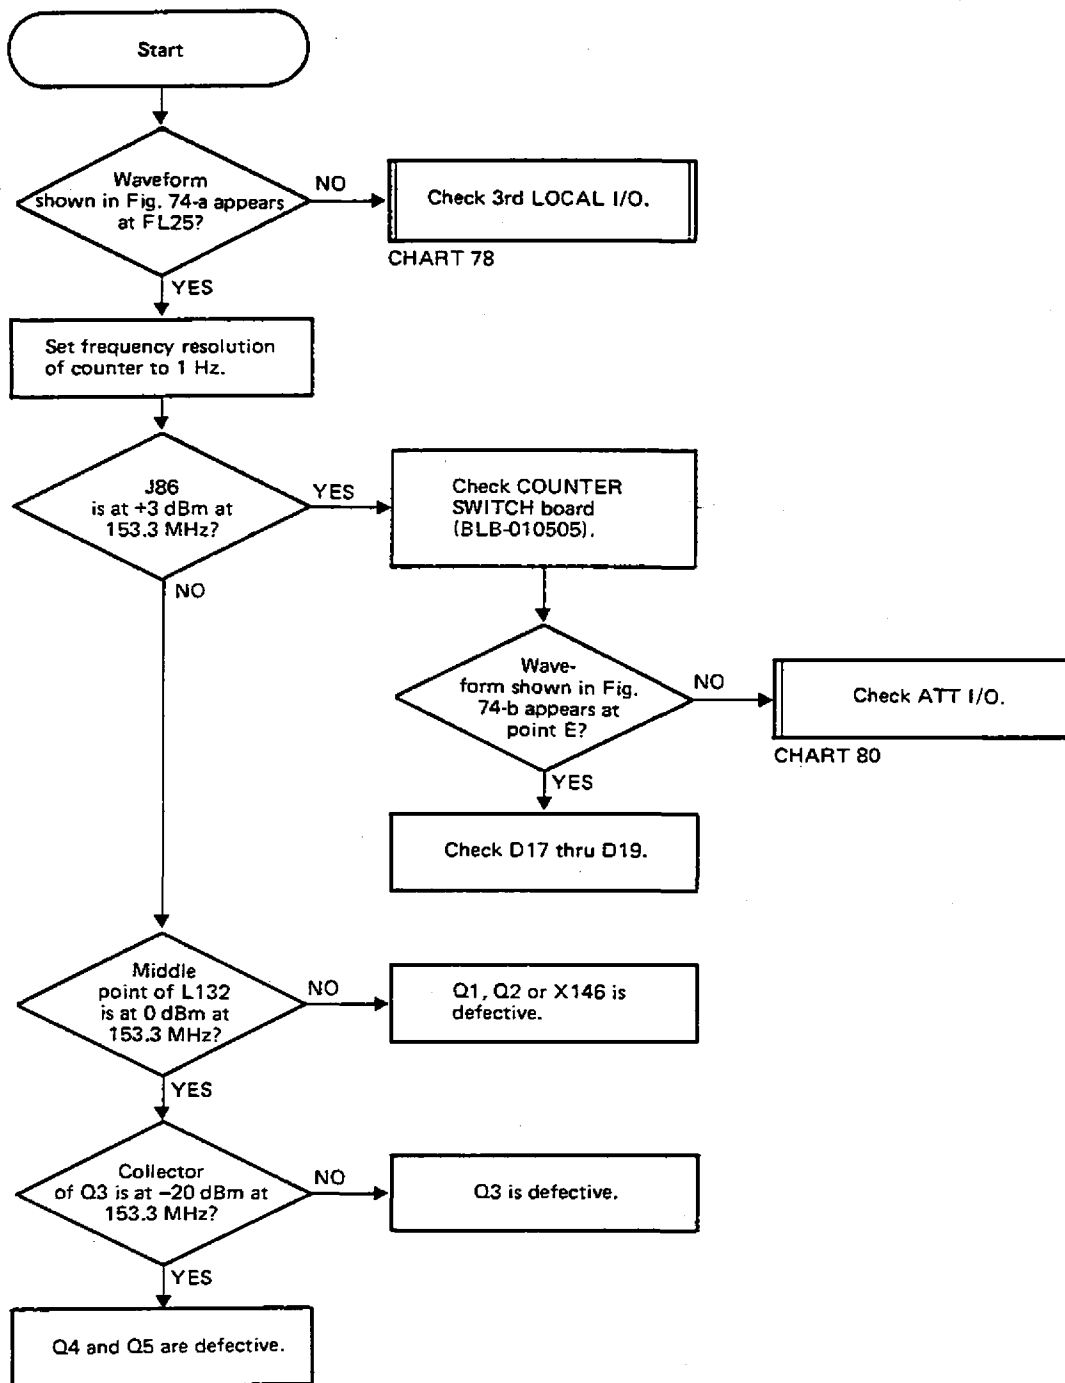 Start
Waveform
shown in Fig. 74-a appears
at FL25?
NO
Check 3rd LOCAL I/O.
CHART 78
YES
Set frequency resolution
of counter to 1 Hz.
J86
is at +3 dBm at
153.3 MHz?
YES
Check COUNTER
SWITCH board
(BLB-010505).
NO
Wave-
form shown in Fig.
74-b appears at
point E?
NO
Check ATT I/O.
CHART 80
YES
Check D17 thru D19.
Middle
point of L132
is at 0 dBm at
153.3 MHz?
NO
Q1, Q2 or X146 is
defective.
YES
Collector
of Q3 is at −20 dBm at
153.3 MHz?
NO
Q3 is defective.
YES
Q4 and Q5 are defective.